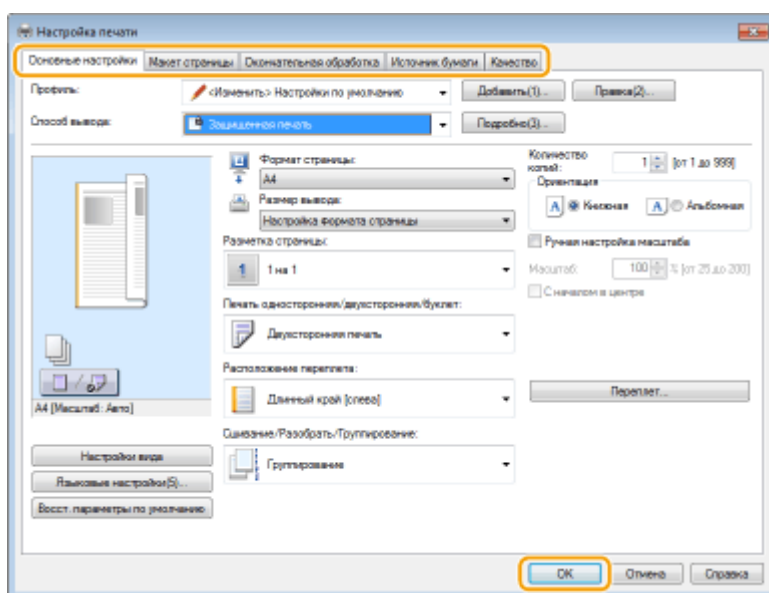 Настройка печати
Основные настройки Макет страницы Окончательная обработка Источник бумаги Качество
Профиль: <Изменить> Настройки по умолчанию Добавить(1)... Правка(2)...
Способ вывода: Защищенная печать Подробно(3)...
Формат страницы:
A4
Размер вывода:
Настройка формата страницы
Разметка страницы:
1 1 на 1
Печать односторонняя/двухсторонняя/буклет:
Двухсторонняя печать
Расположение переплета:
Длинный край [слева]
Сшивание/Разобрать/Группирование:
Группирование
Количество копий: 1 [от 1 до 999]
Ориентация
A Книжная A Альбомная
Ручная настройка масштаба
Масштаб: 100 % [от 25 до 200]
С началом в центре
Переплет...
A4 [Масштаб: Авто]
Настройки вида
Языковые настройки(5)...
Восст. параметры по умолчанию
OK Отмена Справка